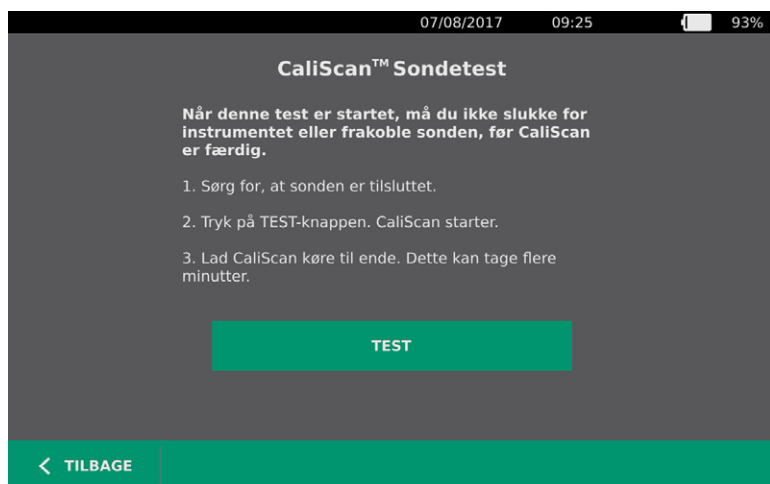 07/08/2017 09:25 93%
CaliScan™ Sondetest
Når denne test er startet, må du ikke slukke for
instrumentet eller frakoble sonden, før CaliScan
er færdig.
1. Sørg for, at sonden er tilsluttet.
2. Tryk på TEST-knappen. CaliScan starter.
3. Lad CaliScan køre til ende. Dette kan tage flere
minutter.
TEST
TILBAGE